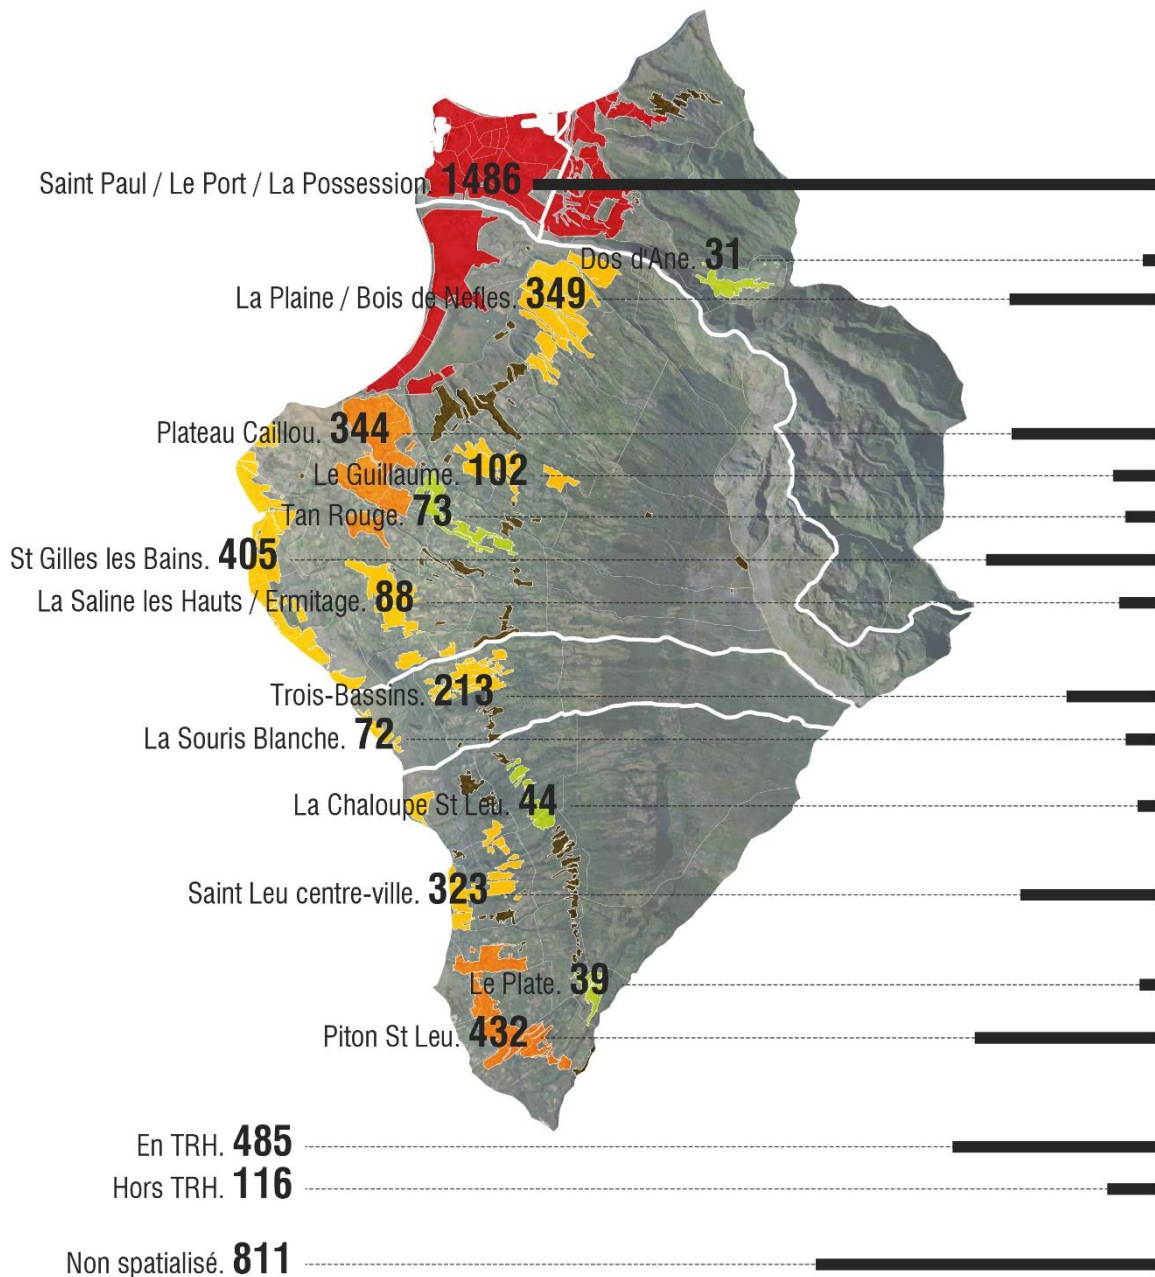 Saint Paul / Le Port / La Possession. 1486
Dos d'Ane. 31
La Plaine / Bois de Nefles. 349
Plateau Caillou. 344
Le Guillaume. 102
Tan Rouge. 73
St Gilles les Bains. 405
La Saline les Hauts / Ermitage. 88
Trois-Bassins. 213
La Souris Blanche. 72
La Chaloupe St Leu. 44
Saint Leu centre-ville. 323
Le Plate. 39
Piton St Leu. 432
En TRH. 485
Hors TRH. 116
Non spatialisé. 811